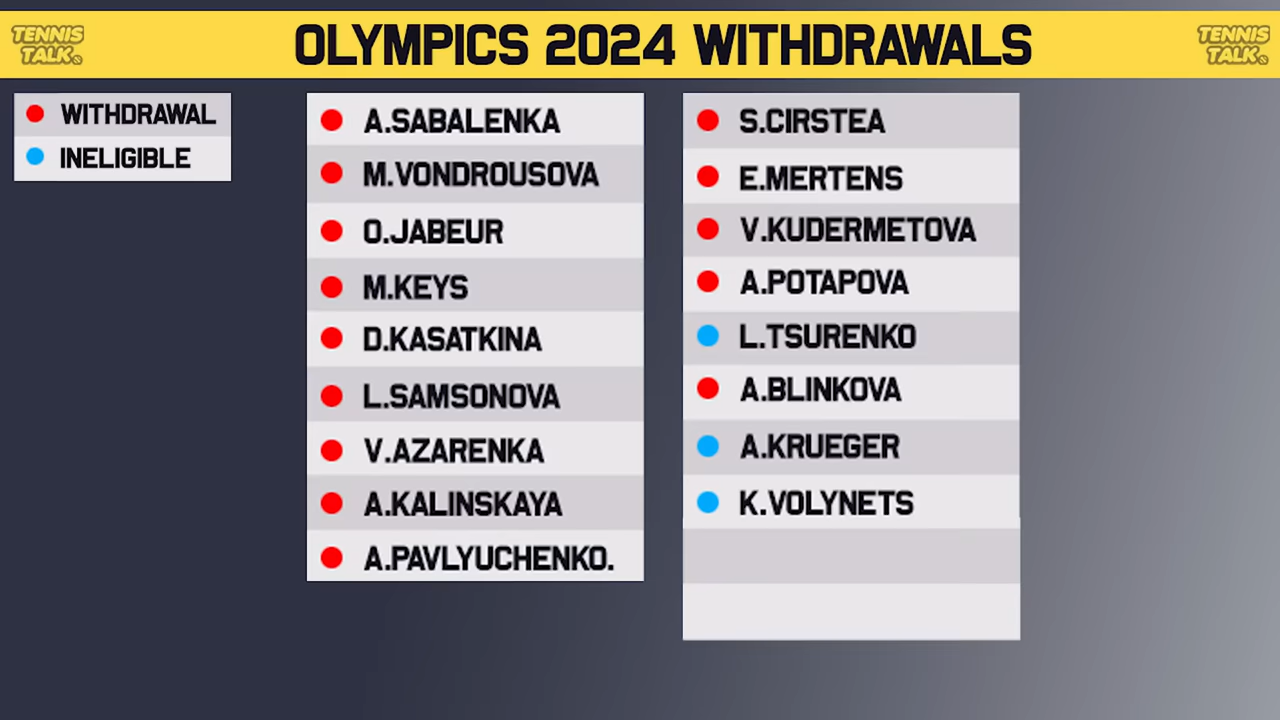 TENNIS
TALK
OLYMPICS 2024 WITHDRAWALS
TENNIS
TALK
WITHDRAWAL
INELIGIBLE
A.SABALENKA
M.VONDROUSOVA
O.JABEUR
M.KEYS
D.KASATKINA
L.SAMSONOVA
V.AZARENKA
A.KALINSKAYA
A.PAVLYUCHENKO.
S.CIRSTEA
E.MERTENS
V.KUDERMETOVA
A.POTAPOVA
L.TSURENKO
A.BLINKOVA
A.KRUEGER
K.VOLYNETS